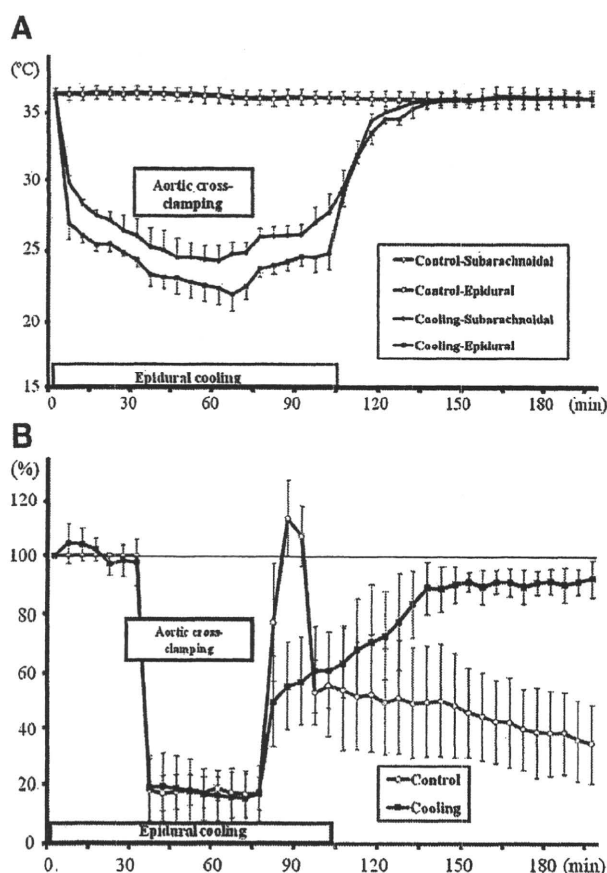 A
(°C)
35
30
25
20
15
Aortic cross-
clamping
Control-Subarachnoidal
Control-Epidural
Cooling-Subarachnoidal
Cooling-Epidural
Epidural cooling
0 30 60 90 120 150 180 (min)
B
(%)
120
100
80
60
40
20
0
Aortic cross-
clamping
Control
Cooling
Epidural cooling
0. 30 60 90 120 150 180 (min)